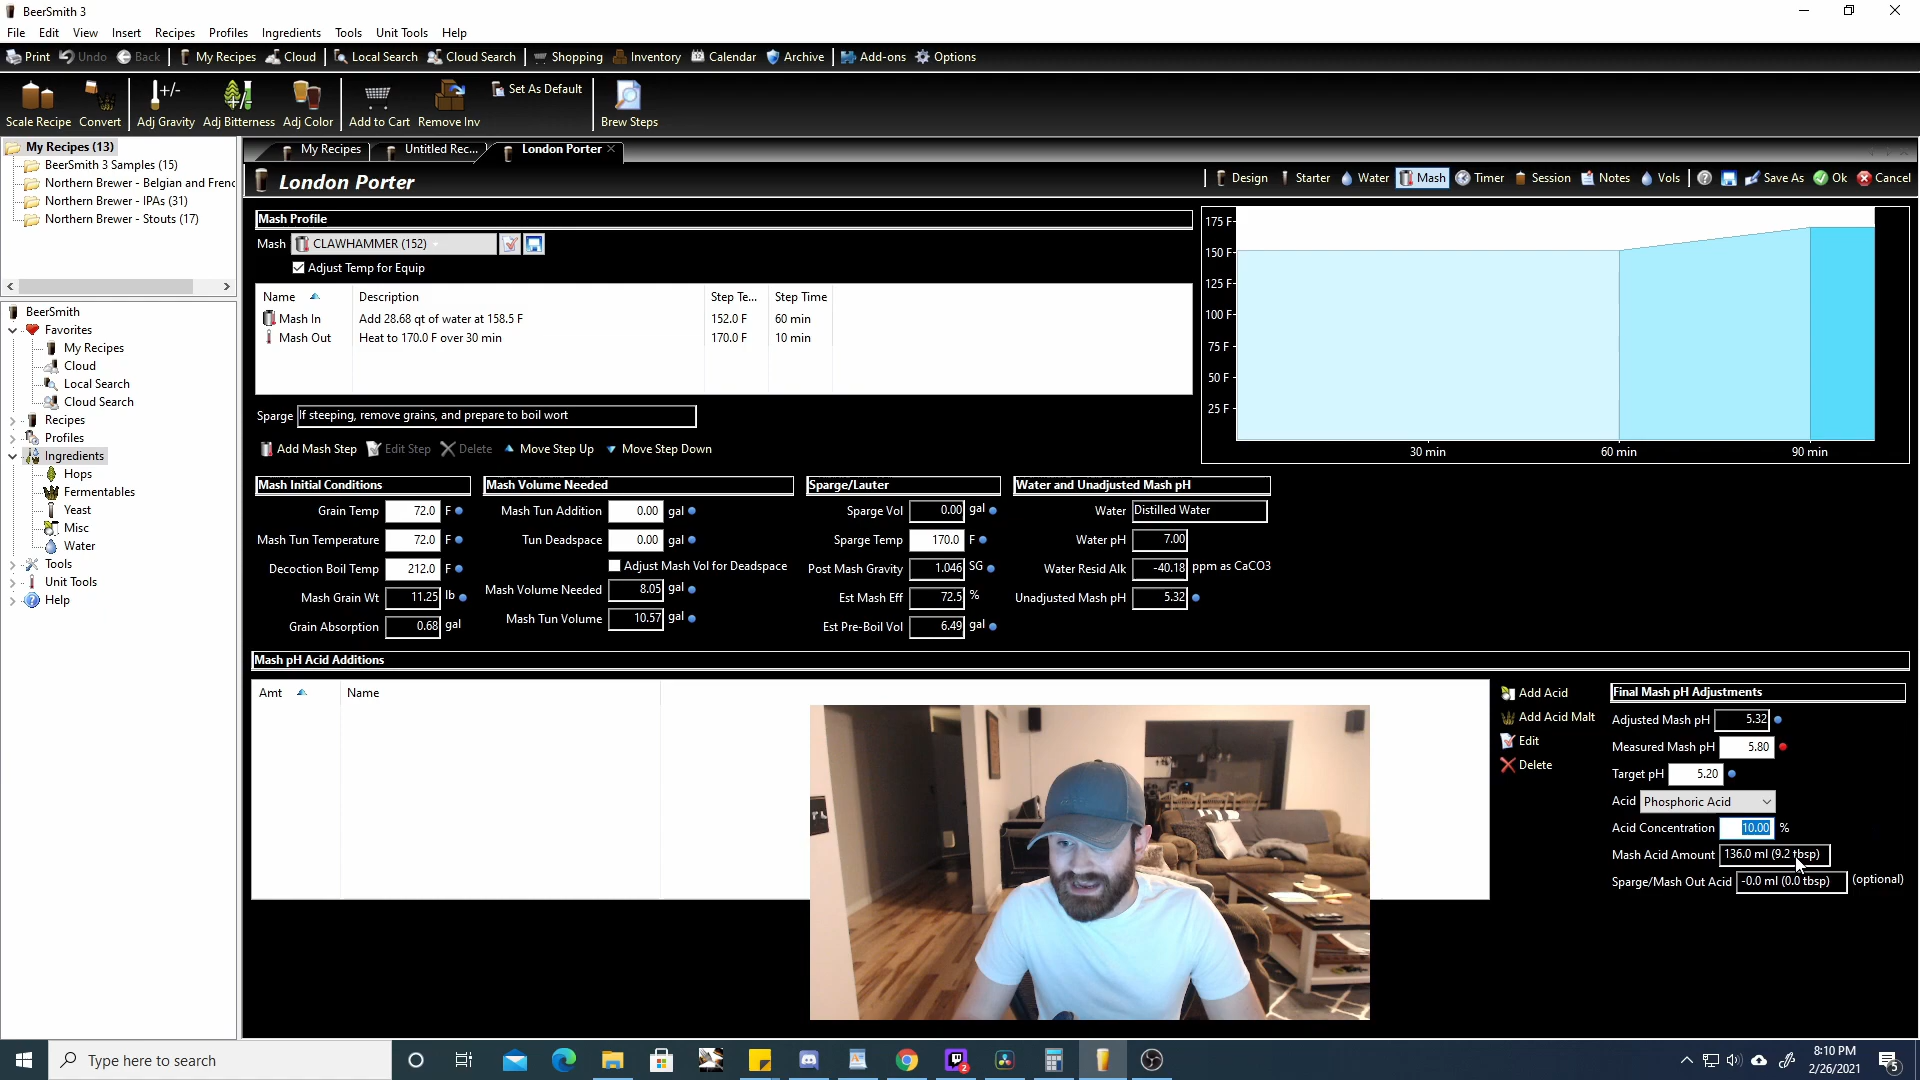 BeerSmith 3
File Edit View Insert Recipes Profiles Ingredients Tools Unit Tools Help
Print Undo Back My Recipes Cloud Local Search Cloud Search Shopping Inventory Calendar Archive Add-ons Options
Set As Default
Scale Recipe Convert Adj Gravity Adj Bitterness Adj Color Add to Cart Remove Inv Brew Steps
My Recipes (13)
BeerSmith 3 Samples (15)
Northern Brewer - Belgian and Frenc
Northern Brewer - IPAs (31)
Northern Brewer - Stouts (17)
BeerSmith
Favorites
My Recipes
Cloud
Local Search
Cloud Search
Recipes
Profiles
Ingredients
Hops
Fermentables
Yeast
Misc
Water
Tools
Unit Tools
Help
My Recipes Untitled Rec... London Porter
London Porter
Design Starter Water Mash Timer Session Notes Vols Save As Ok Cancel
Mash Profile
Mash CLAWHAMMER (152)
Adjust Temp for Equip
Name Description Step Te... Step Time
Mash In Add 28.68 qt of water at 158.5 F 152.0 F 60 min
Mash Out Heat to 170.0 F over 30 min 170.0 F 10 min
Sparge If steeping, remove grains, and prepare to boil wort
Add Mash Step Edit Step Delete Move Step Up Move Step Down
175 F
150 F
125 F
100 F
75 F
50 F
25 F
30 min 60 min 90 min
Mash Initial Conditions
Grain Temp 72.0 F
Mash Tun Temperature 72.0 F
Decoction Boil Temp 212.0 F
Mash Grain Wt 11.25 lb
Grain Absorption 0.68 gal
Mash Volume Needed
Mash Tun Addition 0.00 gal
Tun Deadspace 0.00 gal
Adjust Mash Vol for Deadspace
Mash Volume Needed 8.05 gal
Mash Tun Volume 10.57 gal
Sparge/Lauter
Sparge Vol 0.00 gal
Sparge Temp 170.0 F
Post Mash Gravity 1.046 SG
Est Mash Eff 72.5 %
Est Pre-Boil Vol 6.49 gal
Water and Unadjusted Mash pH
Water Distilled Water
Water pH 7.00
Water Resid Alk -40.18 ppm as CaCO3
Unadjusted Mash pH 5.32
Mash pH Acid Additions
Amt Name
Add Acid
Add Acid Malt
Edit
Delete
Final Mash pH Adjustments
Adjusted Mash pH 5.32
Measured Mash pH 5.80
Target pH 5.20
Acid Phosphoric Acid
Acid Concentration 10.00 %
Mash Acid Amount 136.0 ml (9.2 tbsp)
Sparge/Mash Out Acid -0.0 ml (0.0 tbsp) (optional)
Type here to search
2
8:10 PM
2/26/2021
5